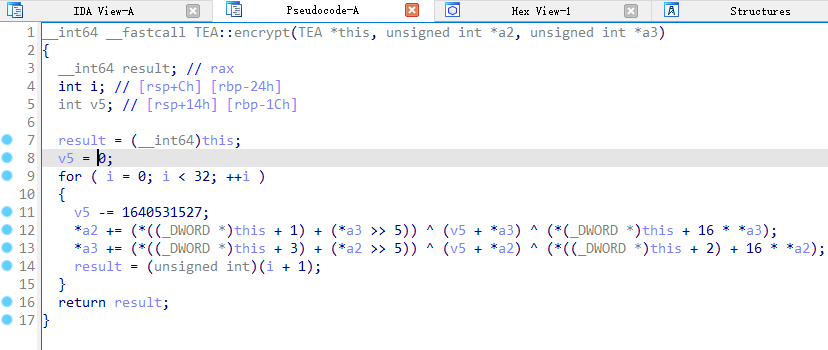 IDA View-A Pseudocode-A Hex View-1 Structures
1 __int64 __fastcall TEA::encrypt(TEA *this, unsigned int *a2, unsigned int *a3)
2 {
3 __int64 result; // rax
4 int i; // [rsp+Ch] [rbp-24h]
5 int v5; // [rsp+14h] [rbp-1Ch]
6
7 result = (__int64)this;
8 v5 = 0;
9 for ( i = 0; i < 32; ++i )
10 {
11 v5 -= 1640531527;
12 *a2 += (*((_DWORD *)this + 1) + (*a3 >> 5)) ^ (v5 + *a3) ^ (*(_DWORD *)this + 16 * *a3);
13 *a3 += (*((_DWORD *)this + 3) + (*a2 >> 5)) ^ (v5 + *a2) ^ (*((_DWORD *)this + 2) + 16 * *a2);
14 result = (unsigned int)(i + 1);
15 }
16 return result;
17 }